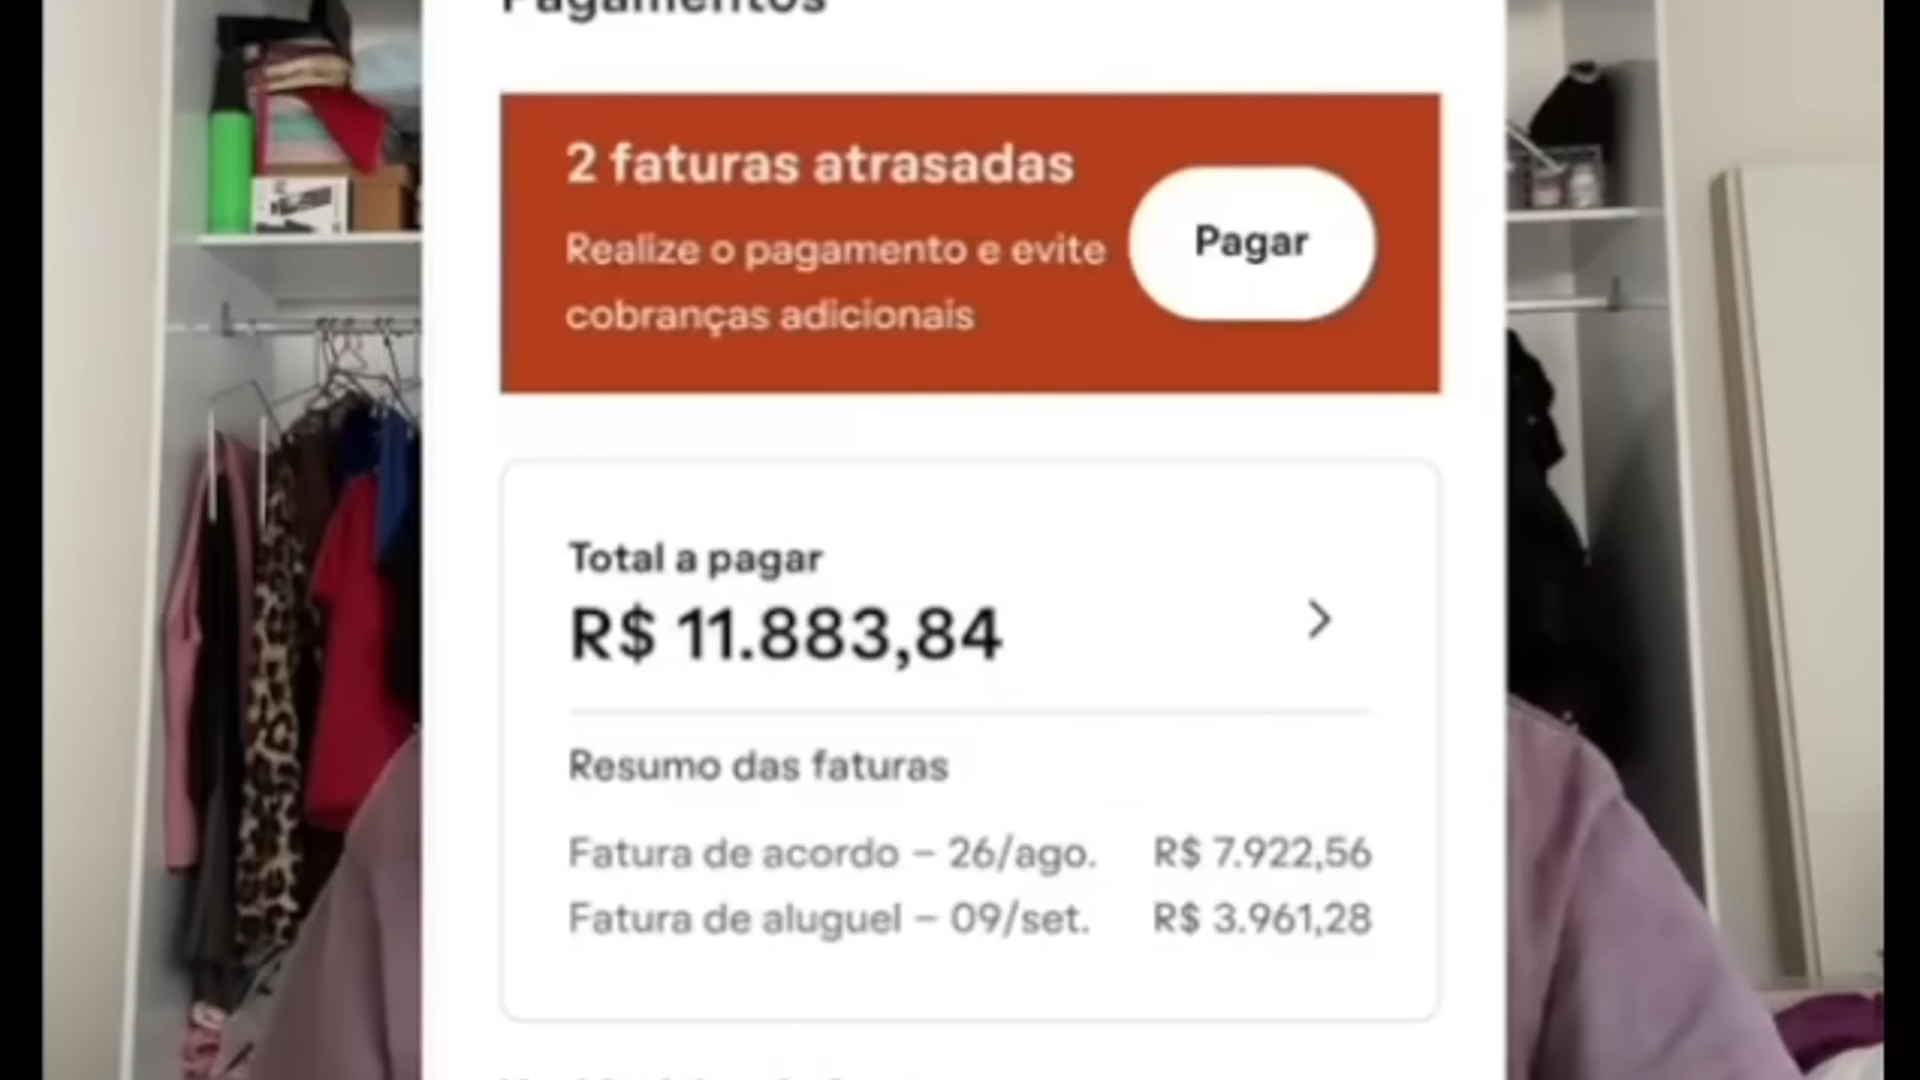 Pagamentos
2 faturas atrasadas
Realize o pagamento e evite
cobranças adicionais
Pagar
Total a pagar
R$ 11.883,84
Resumo das faturas
Fatura de acordo – 26/ago. R$ 7.922,56
Fatura de aluguel – 09/set. R$ 3.961,28